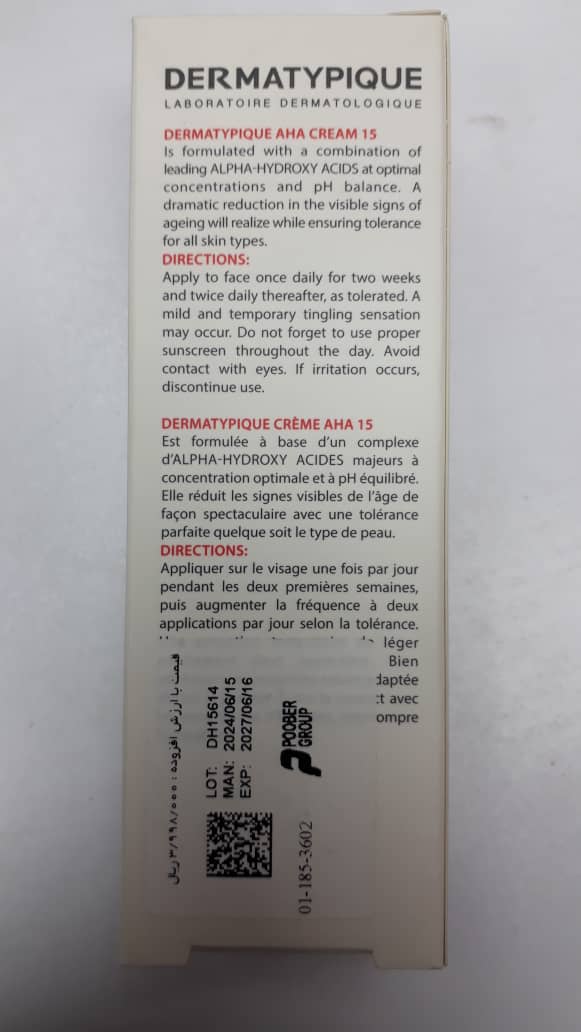 DERMATYPIQUE
LABORATOIRE DERMATOLOGIQUE
DERMATYPIQUE AHA CREAM 15
Is formulated with a combination of
leading ALPHA-HYDROXY ACIDS at optimal
concentrations and pH balance. A
dramatic reduction in the visible signs of
ageing will realize while ensuring tolerance
for all skin types.
DIRECTIONS:
Apply to face once daily for two weeks
and twice daily thereafter, as tolerated. A
mild and temporary tingling sensation
may occur. Do not forget to use proper
sunscreen throughout the day. Avoid
contact with eyes. If irritation occurs,
discontinue use.
DERMATYPIQUE CRÈME AHA 15
Est formulée à base d'un complexe
d'ALPHA-HYDROXY ACIDES majeurs à
concentration optimale et à pH équilibré.
Elle réduit les signes visibles de l'âge de
façon spectaculaire avec une tolérance
parfaite quelque soit le type de peau.
DIRECTIONS:
Appliquer sur le visage une fois par jour
pendant les deux premières semaines,
puis augmenter la fréquence à deux
applications par jour selon la tolérance.
léger
Bien
daptée
:t avec
ompre
قیمت با ارزش افزوده : ۳/۹۹۸/۰۰۰ ریال
LOT: DH15614
MAN: 2024/06/15
EXP: 2027/06/16
POOBER
GROUP
01-185-3602